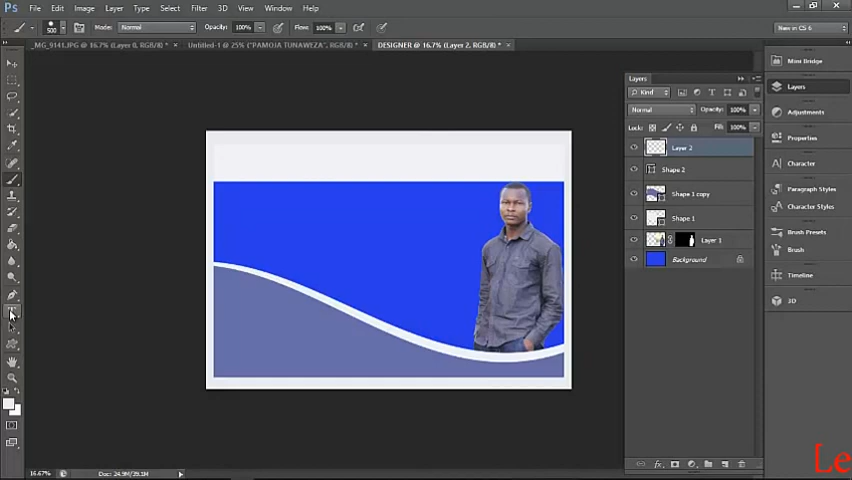 Ps File Edit Image Layer Type Select Filter 3D View Window Help
500 Mode: Normal Opacity: 100% Flow: 100% New in CS 6
_MG_9141.JPG @ 16.7% (Layer 0, RGB/8) * × Untitled-1 @ 25% ("PAMOJA TUNAWEZA", RGB/8) * × DESIGNER @ 16.7% (Layer 2, RGB/8) * ×
Layers
Kind
Normal Opacity: 100%
Lock: Fill: 100%
Layer 2
Shape 2
Shape 1 copy
Shape 1
Layer 1
Background
Mini Bridge
Layers
Adjustments
Properties
Character
Paragraph Styles
Character Styles
Brush Presets
Brush
Timeline
3D
Le
16.67% Doc: 24.9M/39.1M